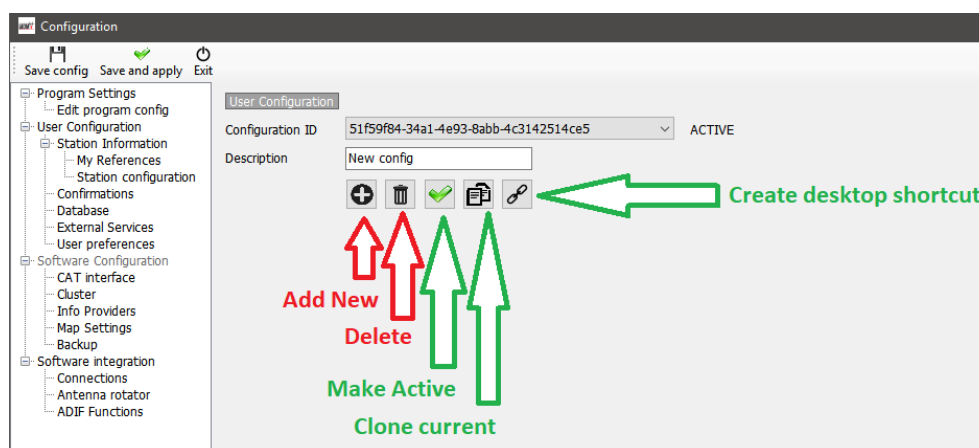 Configuration
Save config Save and apply Exit
Program Settings
Edit program config
User Configuration
Station Information
My References
Station configuration
Confirmations
Database
External Services
User preferences
Software Configuration
CAT interface
Cluster
Info Providers
Map Settings
Backup
Software integration
Connections
Antenna rotator
ADIF Functions
User Configuration
Configuration ID 51f59f84-34a1-4e93-8abb-4c3142514ce5 ACTIVE
Description New config
Create desktop shortcut
Add New
Delete
Make Active
Clone current